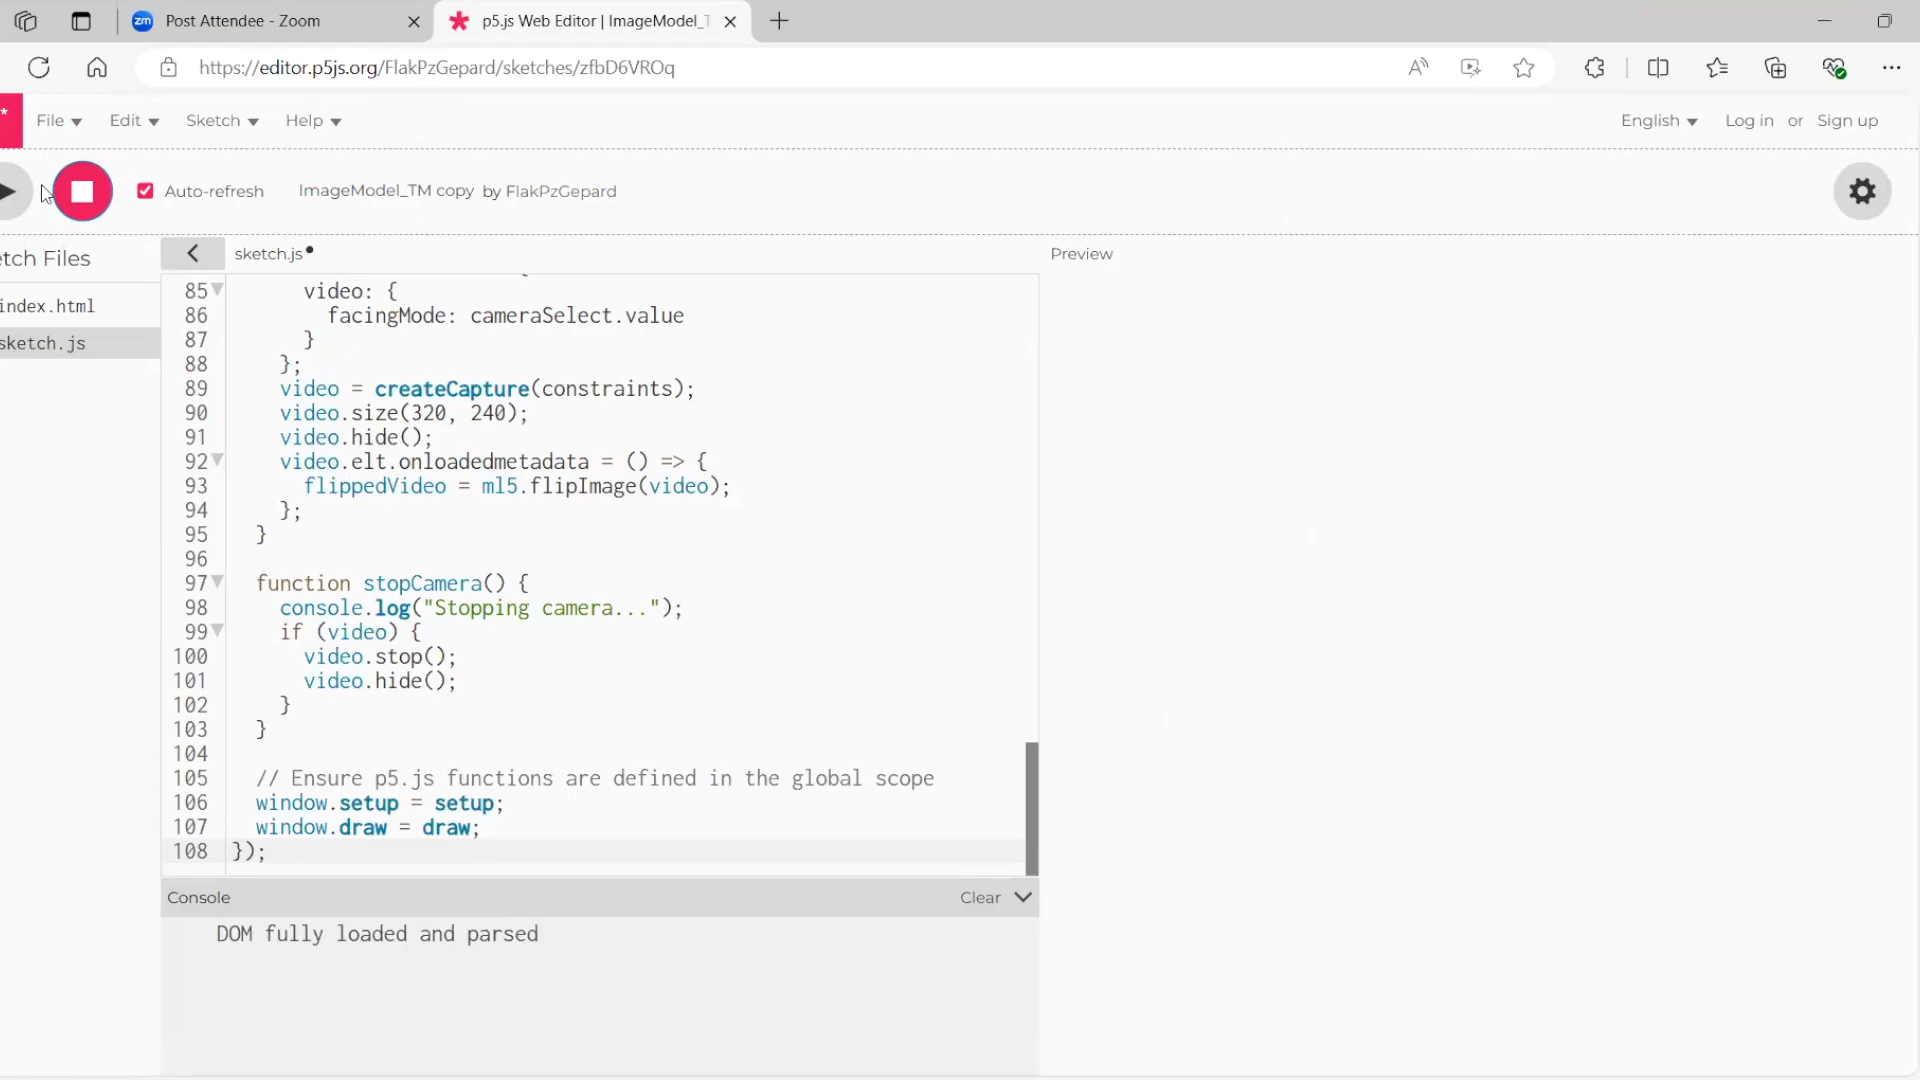 Post Attendee - Zoom
p5.js Web Editor | ImageModel_T
https://editor.p5js.org/FlakPzGepard/sketches/zfbD6VROq
File Edit Sketch Help English Log in or Sign up
Auto-refresh ImageModel_TM copy by FlakPzGepard
etch Files
index.html
sketch.js
sketch.js
Preview
85 video: {
86 facingMode: cameraSelect.value
87 }
88 };
89 video = createCapture(constraints);
90 video.size(320, 240);
91 video.hide();
92 video.elt.onloadedmetadata = () => {
93 flippedVideo = ml5.flipImage(video);
94 };
95 }
96
97 function stopCamera() {
98 console.log("Stopping camera...");
99 if (video) {
100 video.stop();
101 video.hide();
102 }
103 }
104
105 // Ensure p5.js functions are defined in the global scope
106 window.setup = setup;
107 window.draw = draw;
108 });
Console Clear
DOM fully loaded and parsed